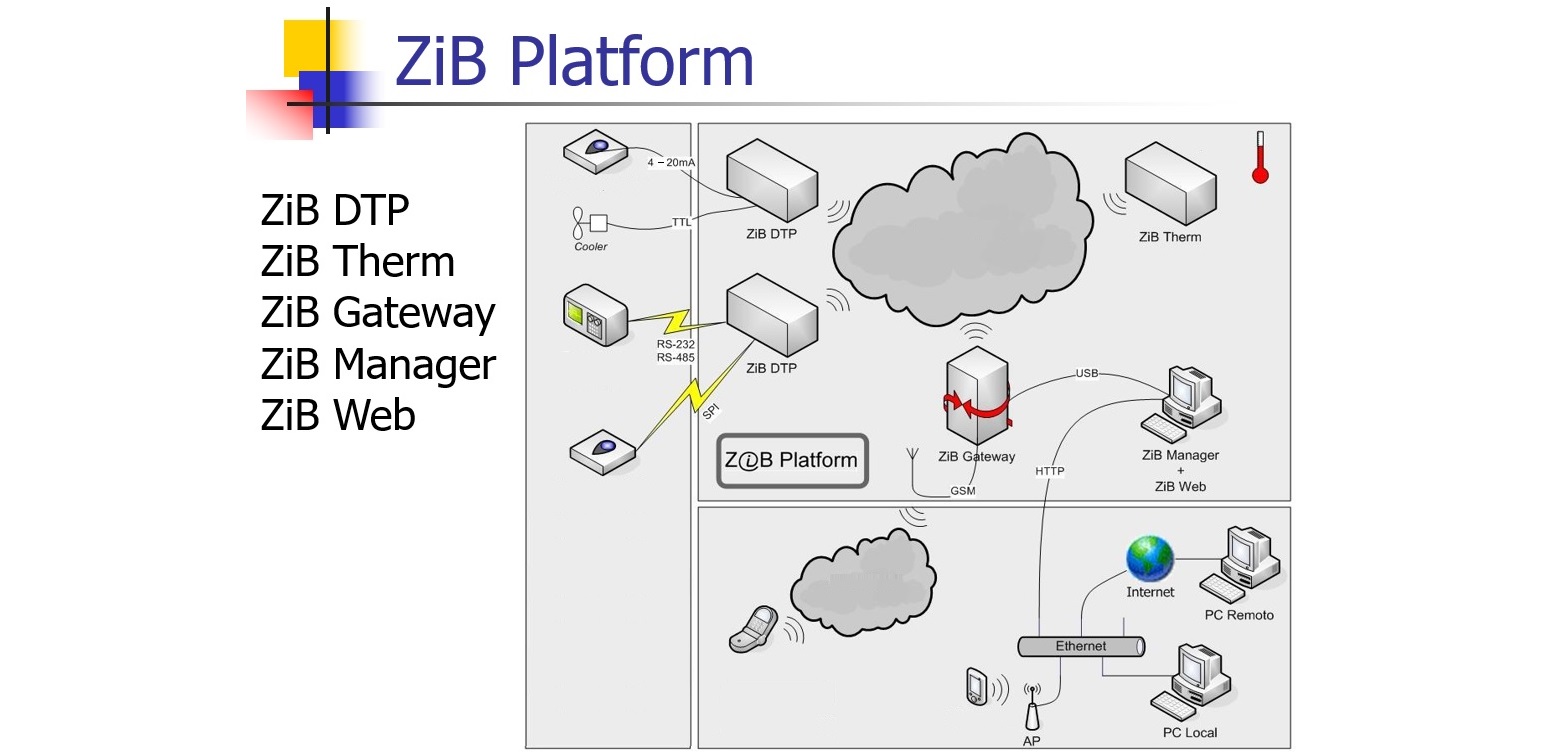 ZiB Platform
ZiB DTP
ZiB Therm
ZiB Gateway
ZiB Manager
ZiB Web
4 – 20mA
TTL
Cooler
ZiB DTP
ZiB Therm
RS-232
RS-485
ZiB DTP
SPI
USB
ZiB Platform
ZiB Gateway
GSM
HTTP
ZiB Manager
+
ZiB Web
Internet
PC Remoto
Ethernet
AP
PC Local